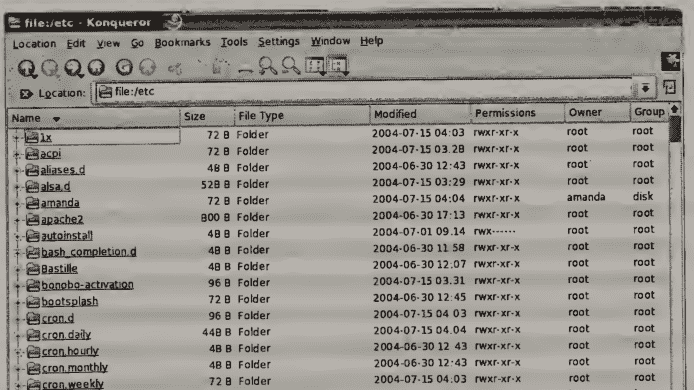 file:/etc - Konqueror
Location Edit View Go Bookmarks Tools Settings Window Help
Location: file:/etc
Name Size File Type Modified Permissions Owner Group
1x 72 B Folder 2004-07-15 04:03 rwxr-xr-x root root
acpi 72 B Folder 2004-07-15 03.28 rwxr-xr-x root root
aliases.d 48 B Folder 2004-06-30 12:43 rwxr-xr-x root root
alsa.d 528 B Folder 2004-07-15 03:29 rwxr-xr-x root root
amanda 72 B Folder 2004-07-15 04:04 rwxr-xr-x amanda disk
apache2 800 B Folder 2004-06-30 17:13 rwxr-xr-x root root
autoinstall 48 B Folder 2004-07-01 09.14 rwx------ root root
bash_completion.d 48 B Folder 2004-06-30 11 58 rwxr-xr-x root root
Bastille 48 B Folder 2004-06-30 12:07 rwxr-xr-x root root
bonobo-activation 96 B Folder 2004-07-15 03.31 rwxr-xr-x root root
bootsplash 72 B Folder 2004-06-30 12:45 rwxr-xr-x root root
cron.d 96 B Folder 2004-07-15 04 03 rwxr-xr-x root root
cron.daily 448 B Folder 2004-07-15 04.04 rwxr-xr-x root root
cron.hourly 48 B Folder 2004-06-30 12 43 rwxr-xr-x root root
cron.monthly 48 B Folder 2004-06-30 12:43 rwxr-xr-x root root
cron.weekly 72 B Folder 2004-07-15 04.03 rwxr-xr-x root root